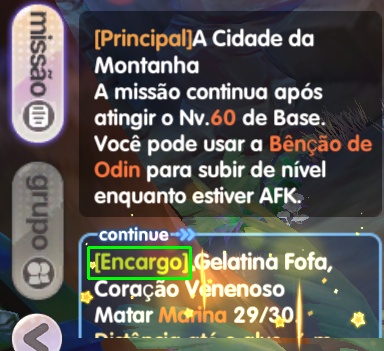 missão
grupo
[Principal]A Cidade da
Montanha
A missão continua após
atingir o Nv.60 de Base.
Você pode usar a Bênção de
Odin para subir de nível
enquanto estiver AFK.
continue
[Encargo] Gelatina Fofa,
Coração Venenoso
Matar Marina 29/30.